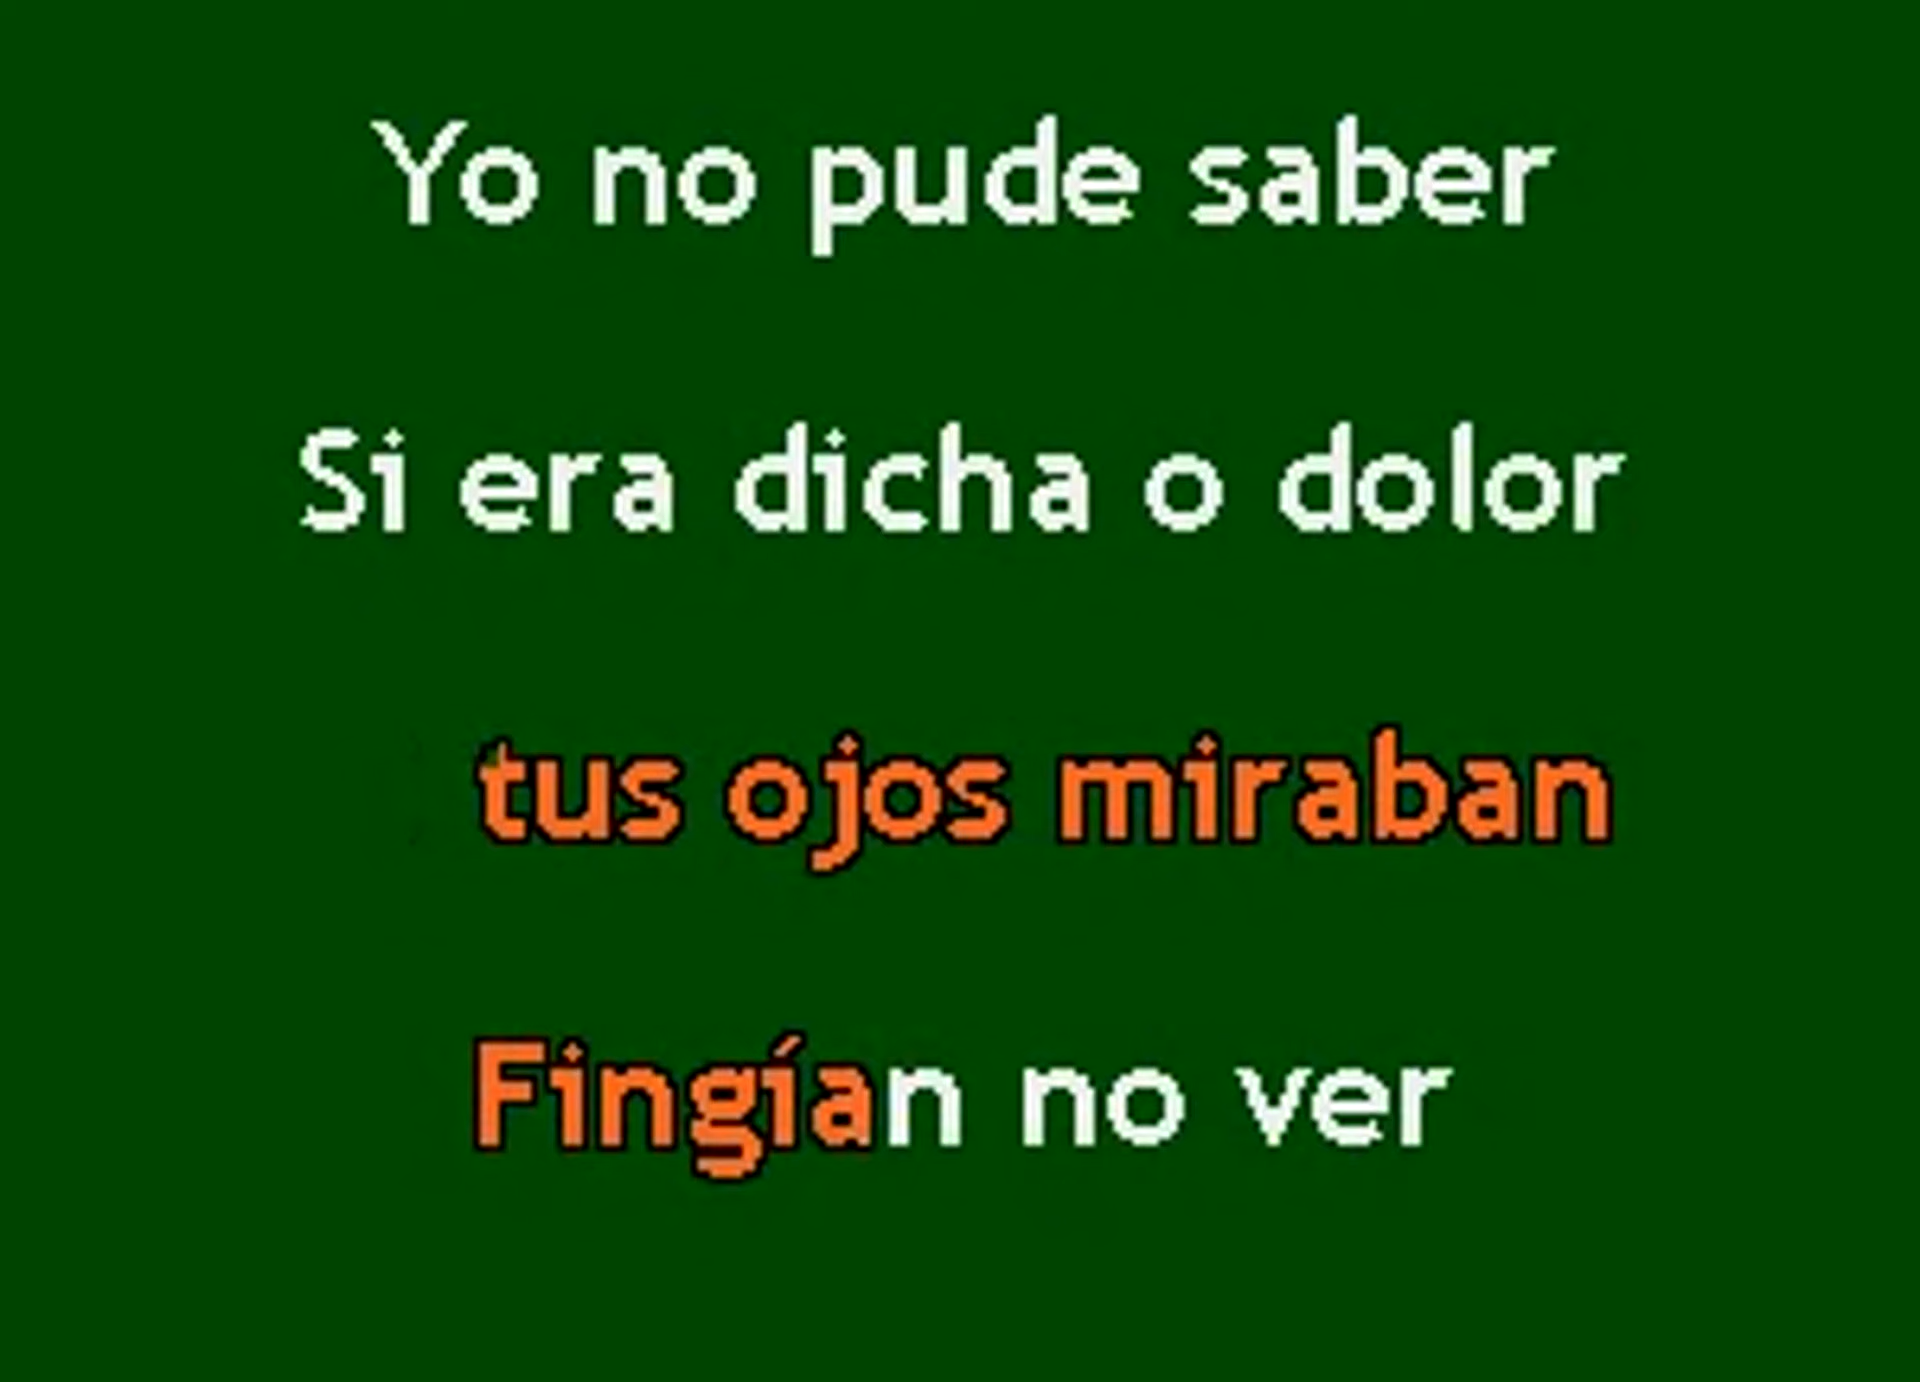 Yo no pude saber
Si era dicha o dolor
tus ojos miraban
Fingían no ver